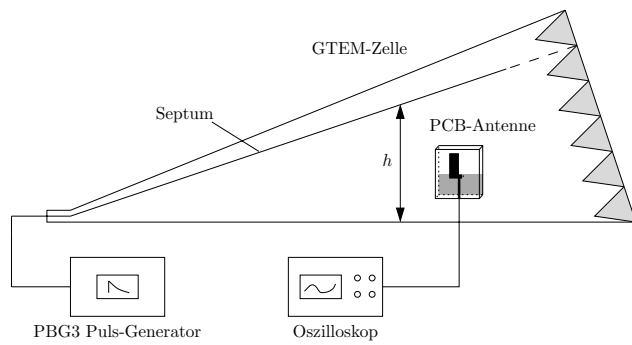 GTEM-Zelle
Septum
PCB-Antenne
h
PBG3 Puls-Generator
Oszilloskop